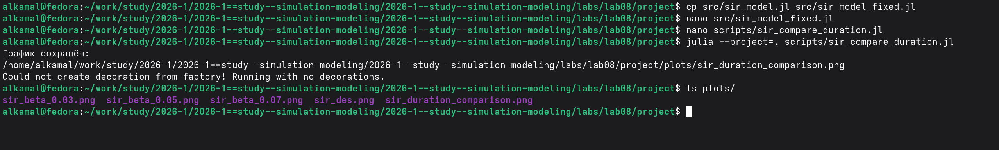 alkamal@fedora:~/work/study/2026-1/2026-1==study--simulation-modeling/2026-1--study--simulation-modeling/labs/lab08/project$ cp src/sir_model.jl src/sir_model_fixed.jl
alkamal@fedora:~/work/study/2026-1/2026-1==study--simulation-modeling/2026-1--study--simulation-modeling/labs/lab08/project$ nano src/sir_model_fixed.jl
alkamal@fedora:~/work/study/2026-1/2026-1==study--simulation-modeling/2026-1--study--simulation-modeling/labs/lab08/project$ nano scripts/sir_compare_duration.jl
alkamal@fedora:~/work/study/2026-1/2026-1==study--simulation-modeling/2026-1--study--simulation-modeling/labs/lab08/project$ julia --project=. scripts/sir_compare_duration.jl
График сохранён:
/home/alkamal/work/study/2026-1/2026-1==study--simulation-modeling/2026-1--study--simulation-modeling/labs/lab08/project/plots/sir_duration_comparison.png
Could not create decoration from factory! Running with no decorations.
alkamal@fedora:~/work/study/2026-1/2026-1==study--simulation-modeling/2026-1--study--simulation-modeling/labs/lab08/project$ ls plots/
sir_beta_0.03.png  sir_beta_0.05.png  sir_beta_0.07.png  sir_des.png  sir_duration_comparison.png
alkamal@fedora:~/work/study/2026-1/2026-1==study--simulation-modeling/2026-1--study--simulation-modeling/labs/lab08/project$